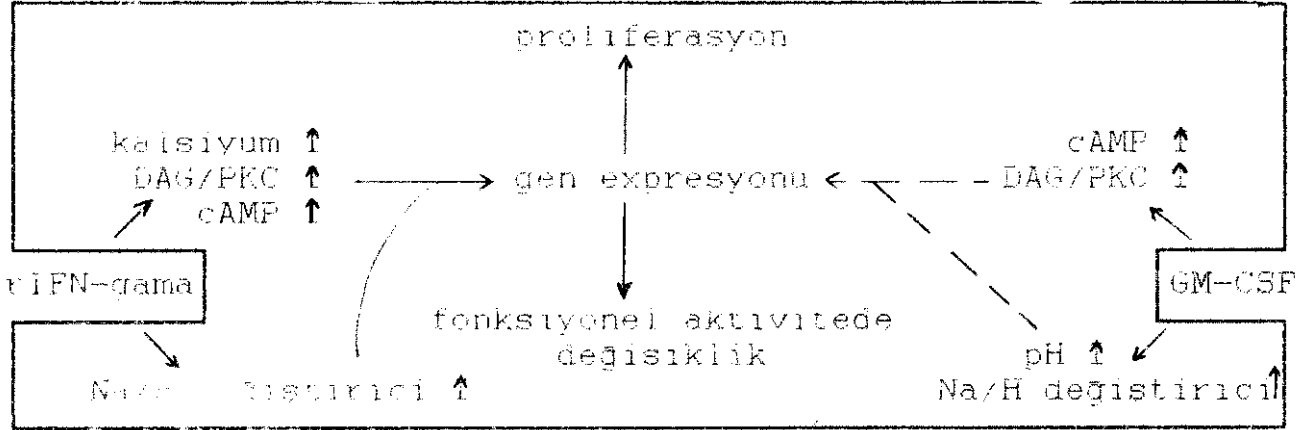 proliferasyon
kalsiyum ↑
DAG/PKC ↑
cAMP ↑
gen expresyonu
cAMP ↑
DAG/PKC ↑
rIFN-gama
GM-CSF
fonksiyonel aktivitede
değişiklik
pH ↑
Na/H değiştirici ↑
↑